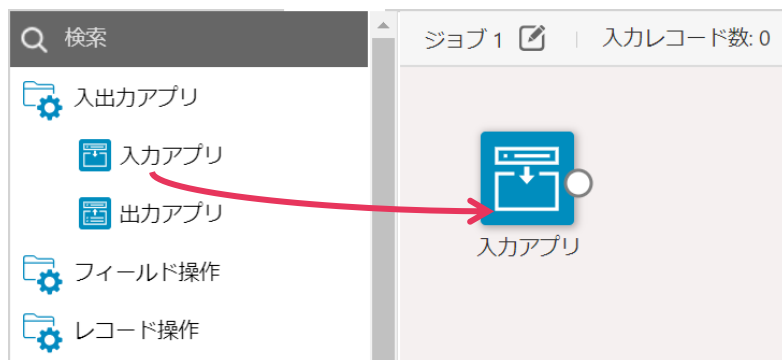 検索
入出力アプリ
入力アプリ
出力アプリ
フィールド操作
レコード操作
ジョブ 1
入力レコード数: 0
入力アプリ